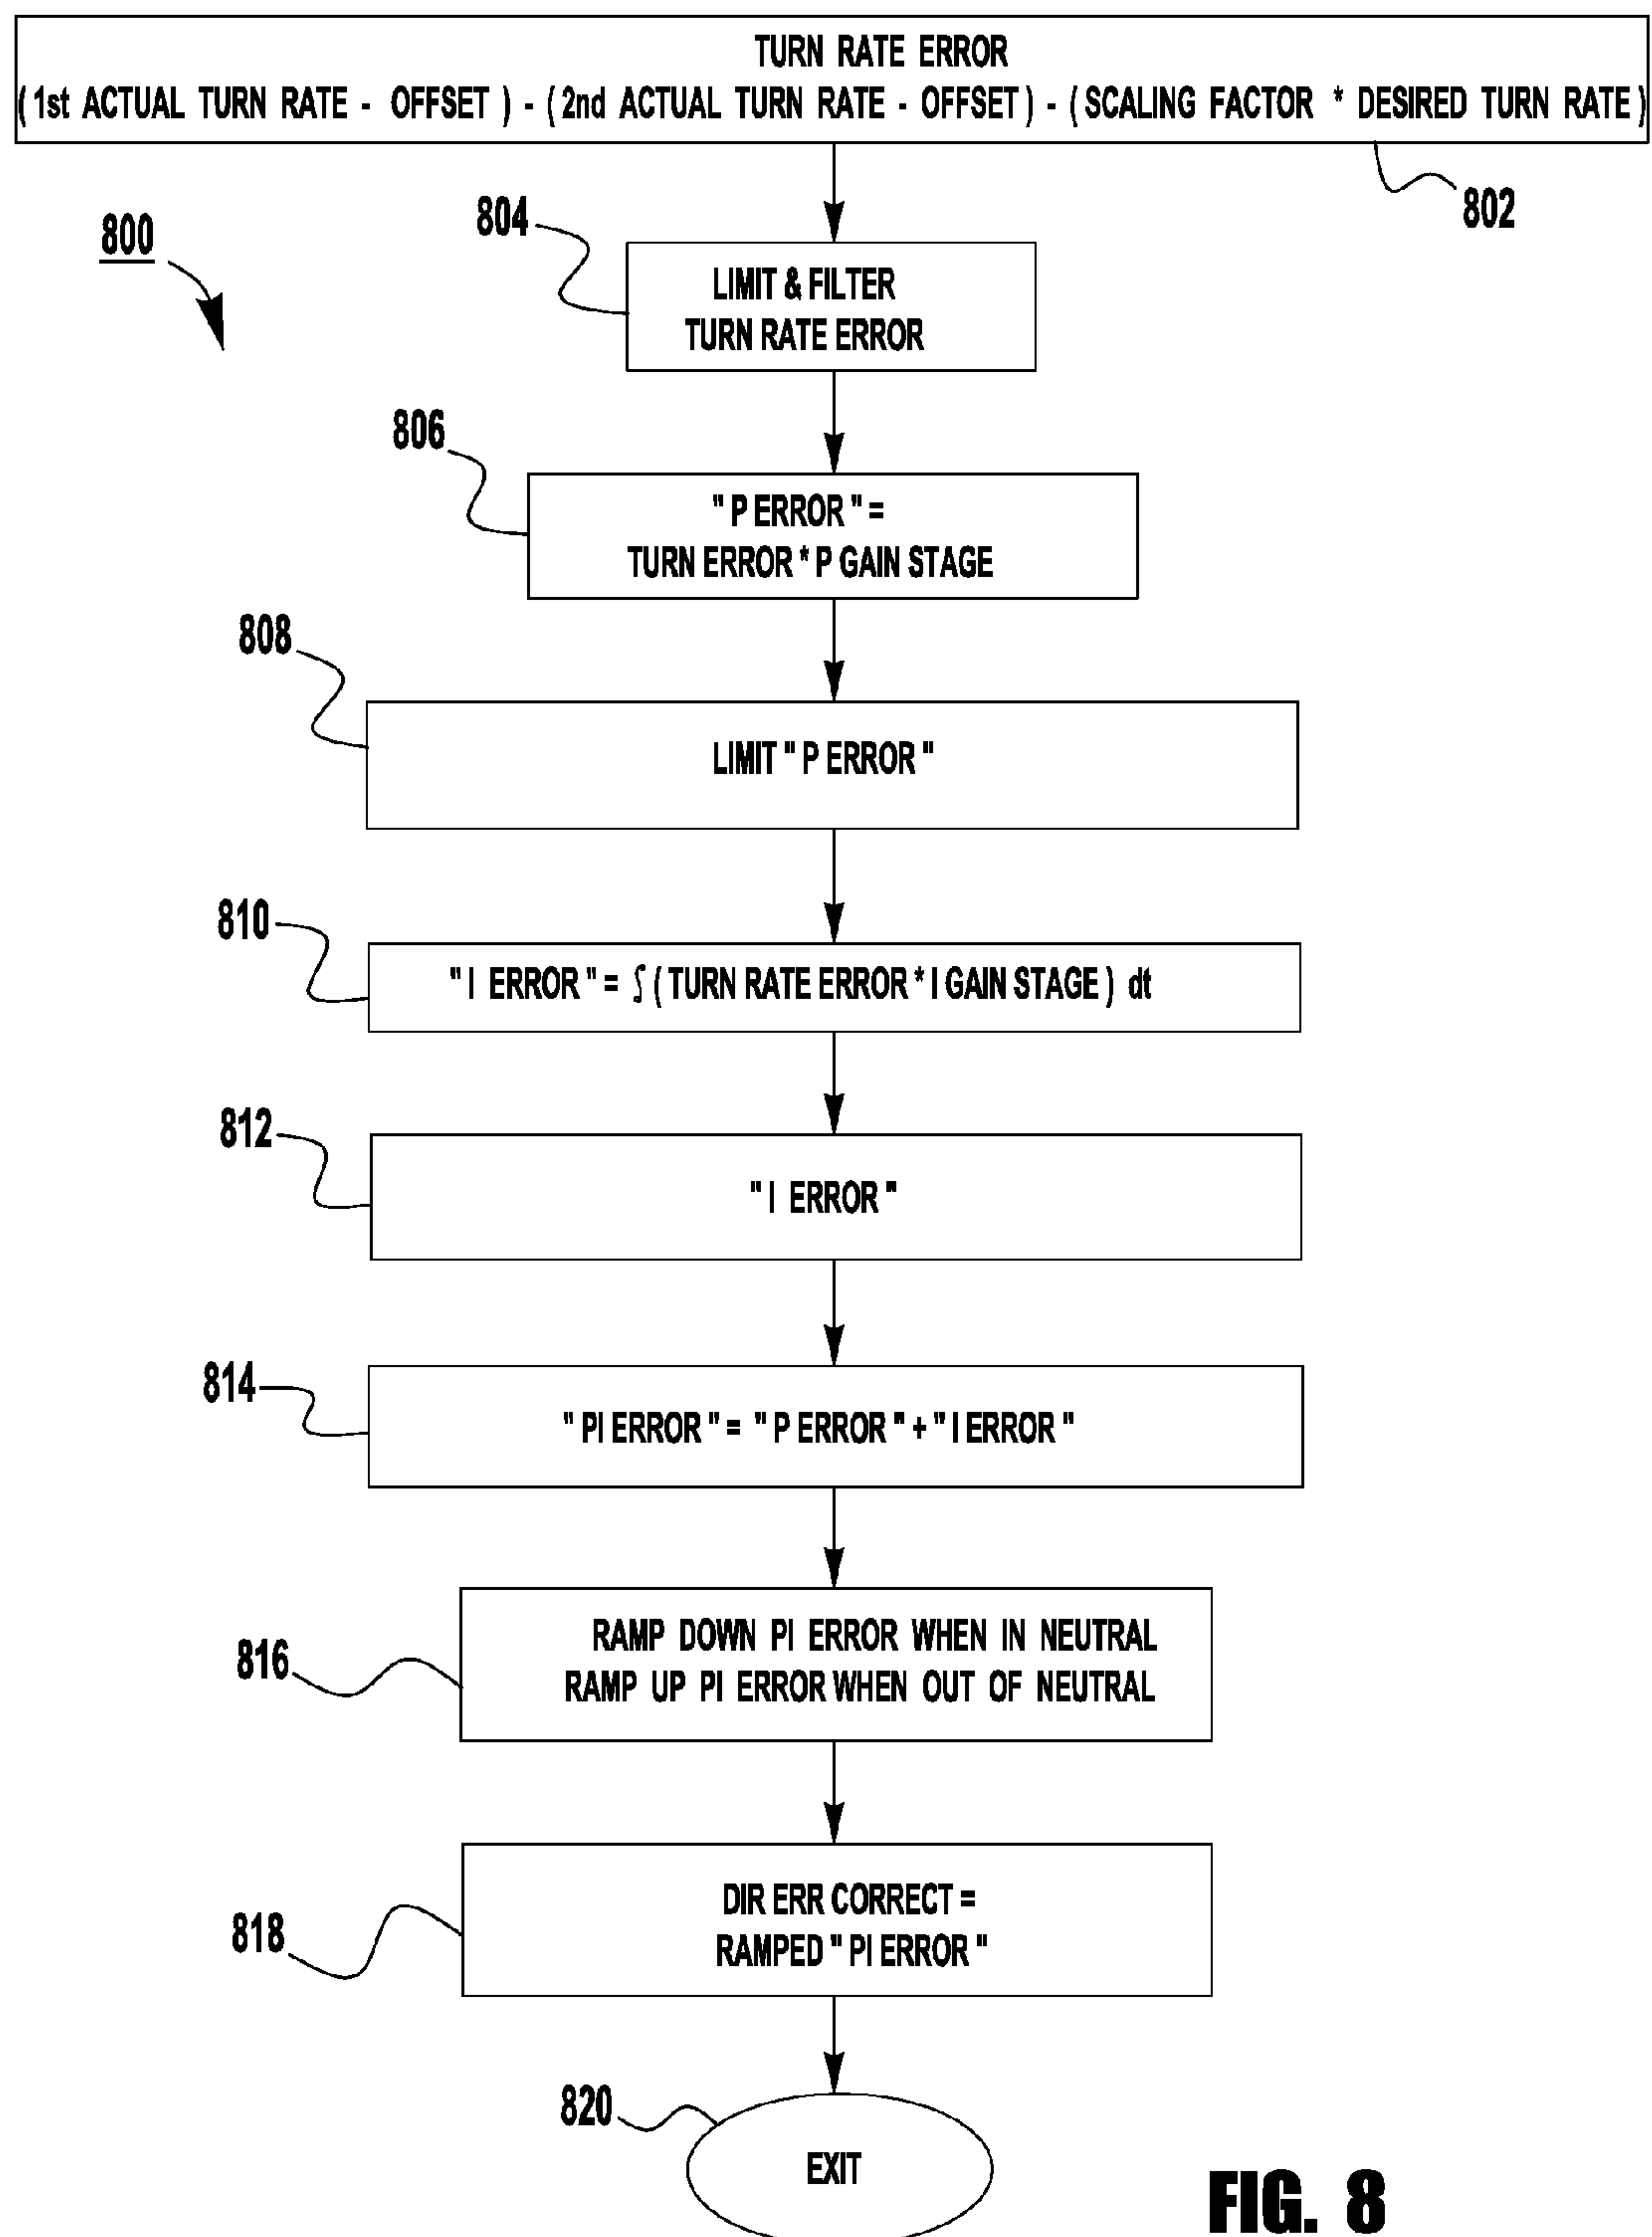 TURN RATE ERROR
( 1st ACTUAL TURN RATE - OFFSET ) - ( 2nd ACTUAL TURN RATE - OFFSET ) - ( SCALING FACTOR * DESIRED TURN RATE )
802
800
804
LIMIT & FILTER
TURN RATE ERROR
806
" P ERROR " =
TURN ERROR * P GAIN STAGE
808
LIMIT " P ERROR "
810
" I ERROR " = ∫ ( TURN RATE ERROR * I GAIN STAGE ) dt
812
" I ERROR "
814
" PI ERROR " = " P ERROR " + " I ERROR "
816
RAMP DOWN PI ERROR WHEN IN NEUTRAL
RAMP UP PI ERROR WHEN OUT OF NEUTRAL
818
DIR ERR CORRECT =
RAMPED " PI ERROR "
820
EXIT
FIG. 8